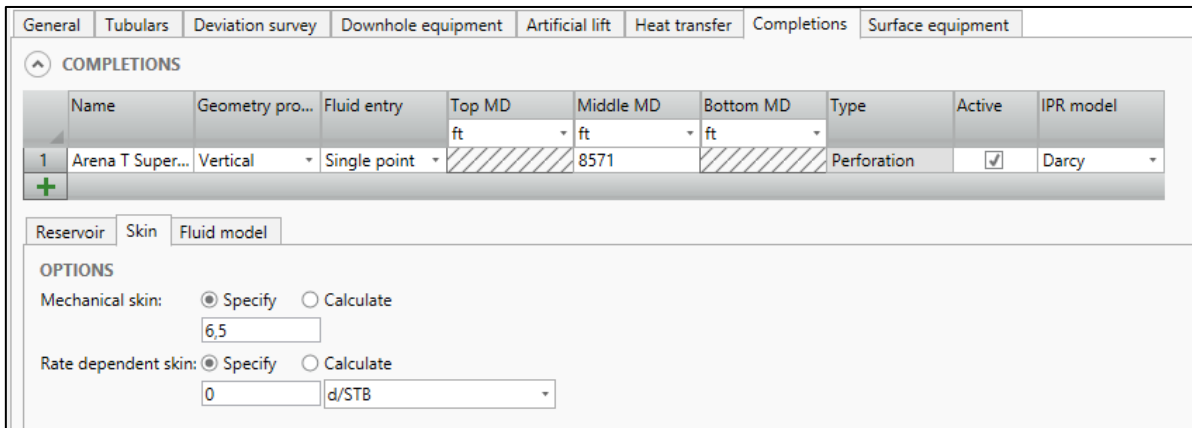 General Tubulars Deviation survey Downhole equipment Artificial lift Heat transfer Completions Surface equipment
COMPLETIONS
Name Geometry pro... Fluid entry Top MD Middle MD Bottom MD Type Active IPR model
ft ft ft
1 Arena T Super... Vertical Single point 8571 Perforation Darcy
Reservoir Skin Fluid model
OPTIONS
Mechanical skin: Specify Calculate
6,5
Rate dependent skin: Specify Calculate
0 d/STB